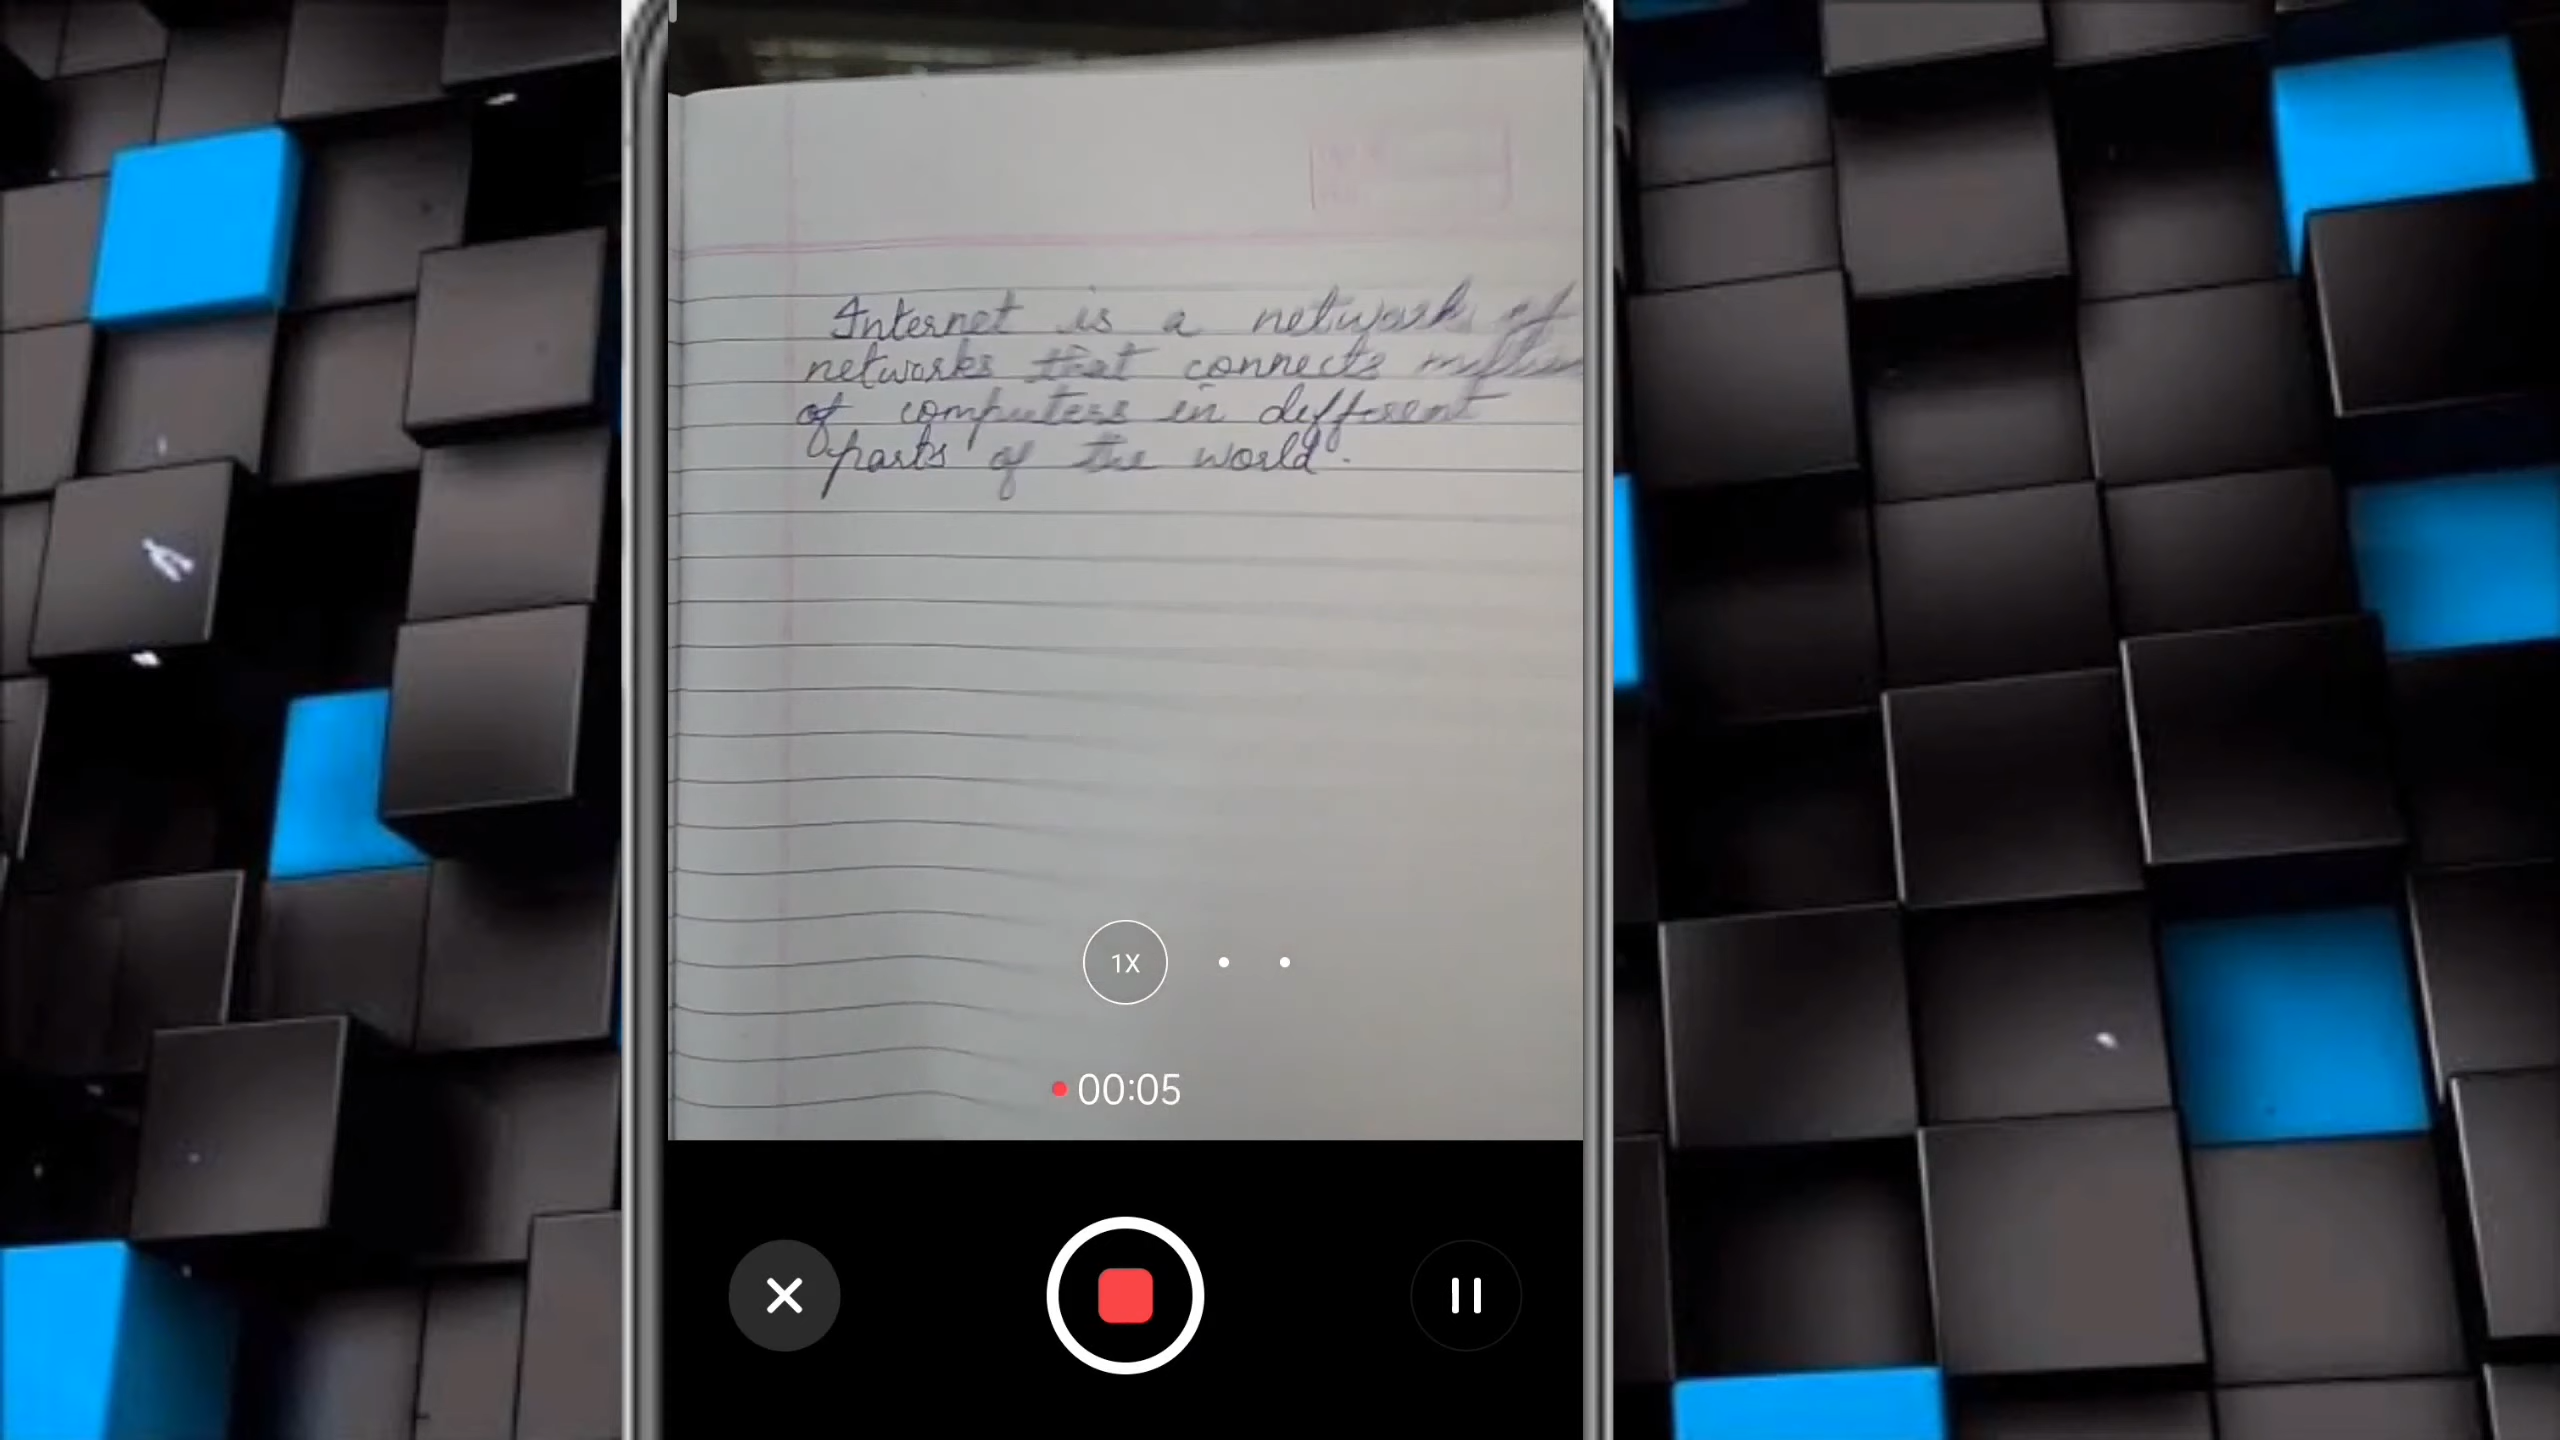 Internet is a network of
networks that connects
of computers in different
parts of the world.
1X
00:05